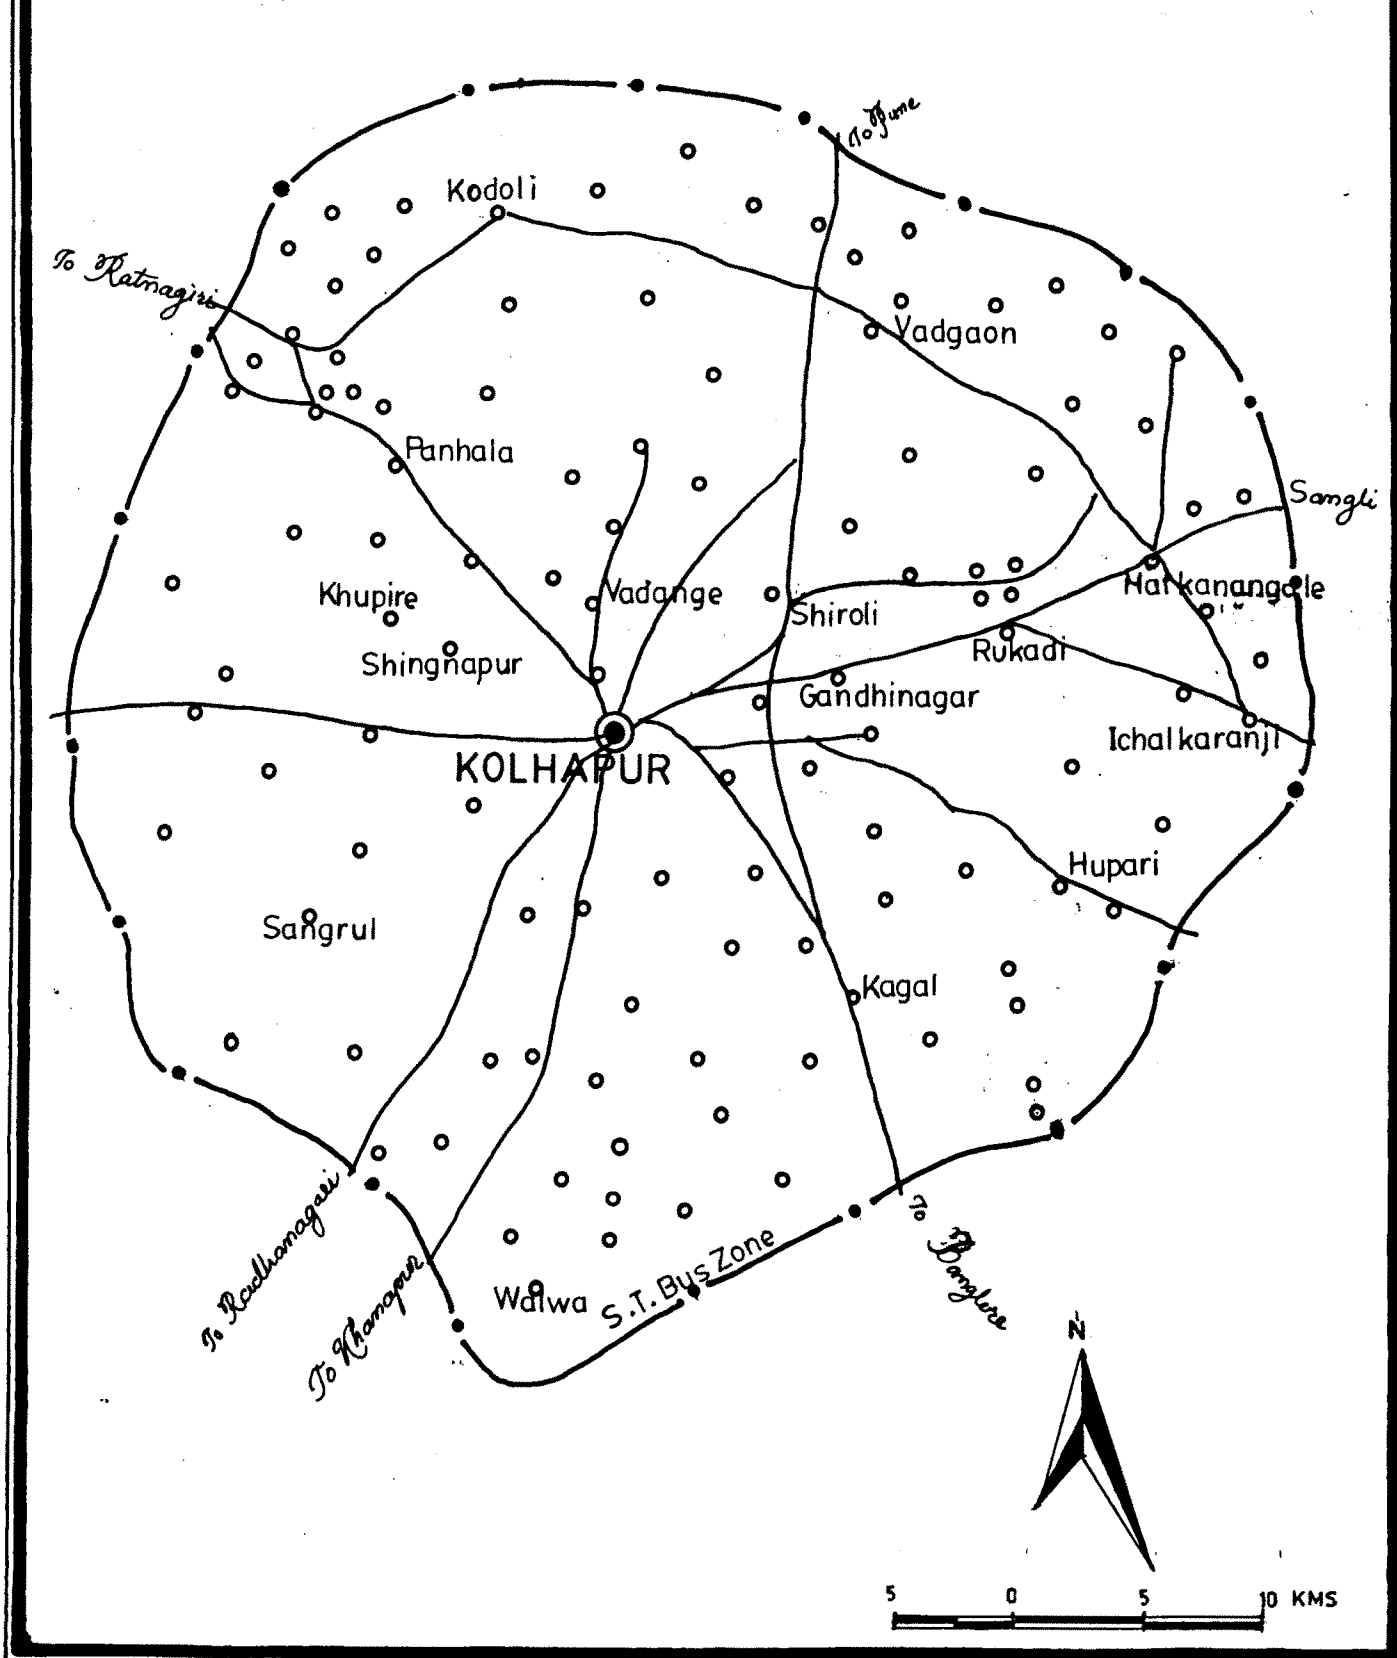 To Pune
Kodoli
To Ratnagiri
Vadgaon
Panhala
Sangli
Khupire
Vadange
Hatkanangale
Shiroli
Shingnapur
Rukadi
Gandhinagar
Ichalkaranji
KOLHAPUR
Hupari
Sangrul
Kagal
To Radhanagari
To Khanapur
Walwa
S.T. Bus Zone
To Banglore
N
5 0 5 10 KMS